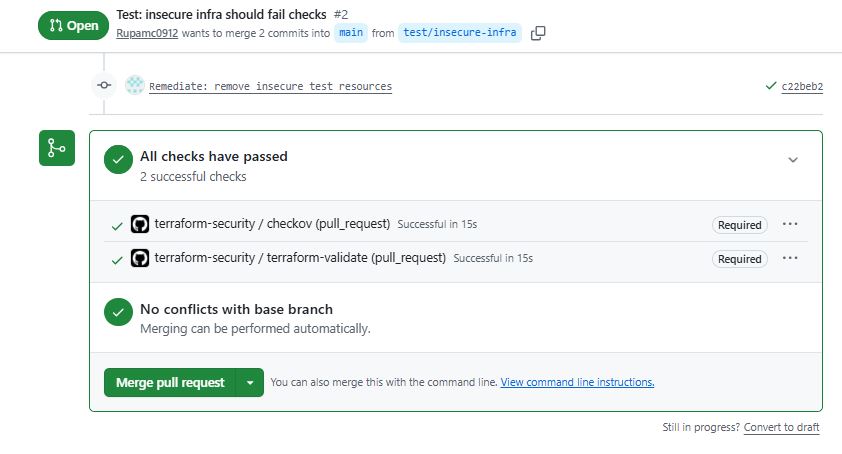 Open
Test: insecure infra should fail checks #2
Rupamc0912 wants to merge 2 commits into main from test/insecure-infra
Remediate: remove insecure test resources c22beb2
All checks have passed
2 successful checks
terraform-security / checkov (pull_request) Successful in 15s Required
terraform-security / terraform-validate (pull_request) Successful in 15s Required
No conflicts with base branch
Merging can be performed automatically.
Merge pull request You can also merge this with the command line. View command line instructions.
Still in progress? Convert to draft